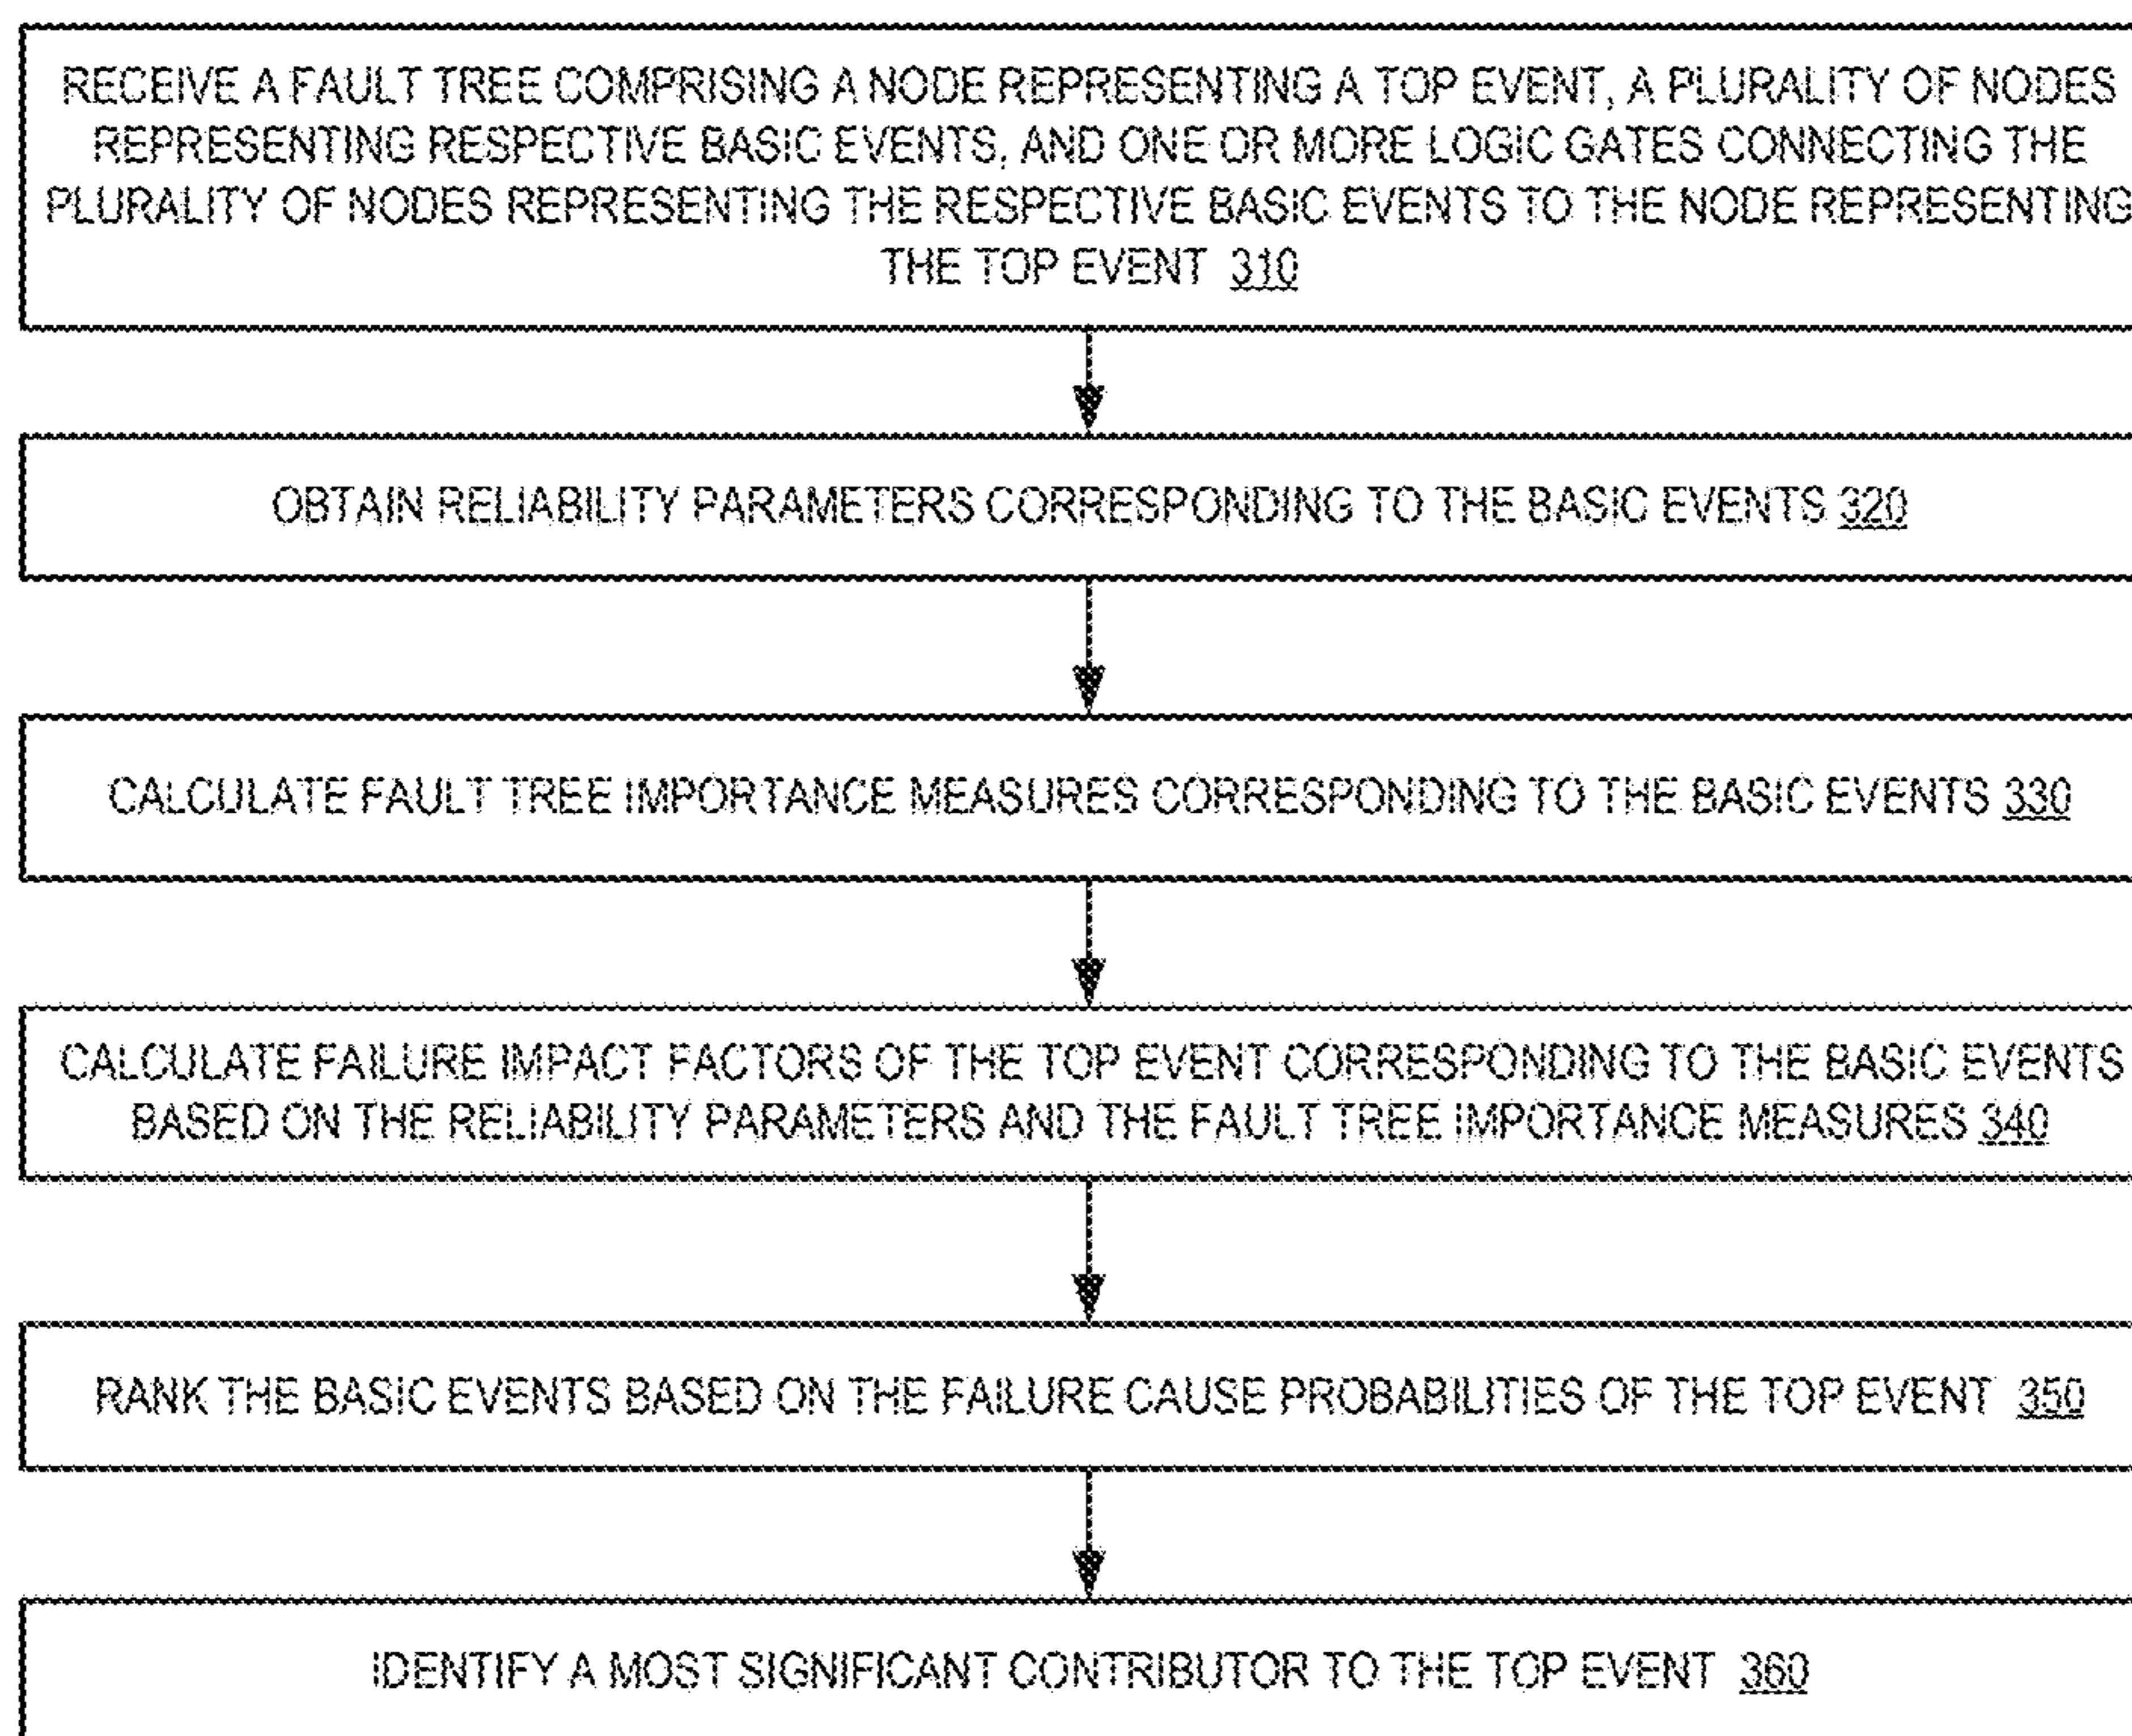 RECEIVE A FAULT TREE COMPRISING A NODE REPRESENTING A TOP EVENT, A PLURALITY OF NODES
REPRESENTING RESPECTIVE BASIC EVENTS, AND ONE OR MORE LOGIC GATES CONNECTING THE
PLURALITY OF NODES REPRESENTING THE RESPECTIVE BASIC EVENTS TO THE NODE REPRESENTING
THE TOP EVENT 310
OBTAIN RELIABILITY PARAMETERS CORRESPONDING TO THE BASIC EVENTS 320
CALCULATE FAULT TREE IMPORTANCE MEASURES CORRESPONDING TO THE BASIC EVENTS 330
CALCULATE FAILURE IMPACT FACTORS OF THE TOP EVENT CORRESPONDING TO THE BASIC EVENTS
BASED ON THE RELIABILITY PARAMETERS AND THE FAULT TREE IMPORTANCE MEASURES 340
RANK THE BASIC EVENTS BASED ON THE FAILURE CAUSE PROBABILITIES OF THE TOP EVENT 350
IDENTIFY A MOST SIGNIFICANT CONTRIBUTOR TO THE TOP EVENT 360